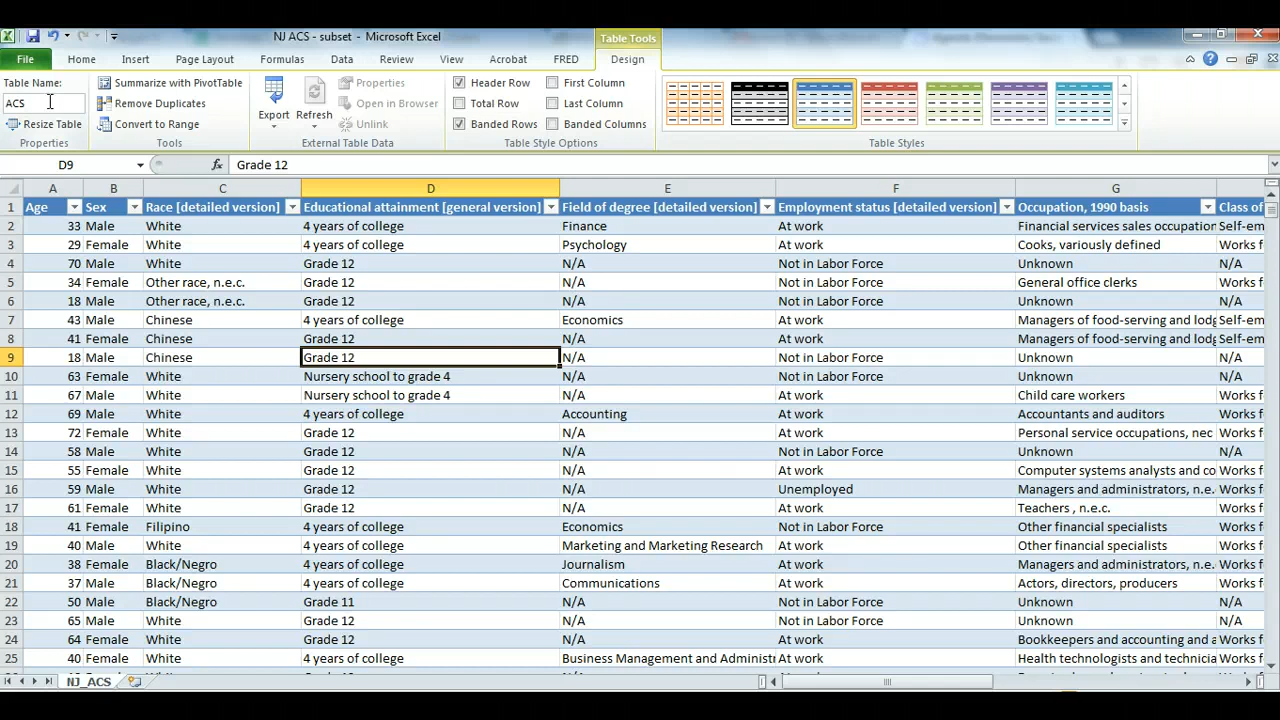 NJ ACS - subset - Microsoft Excel
Table Tools
File Home Insert Page Layout Formulas Data Review View Acrobat FRED Design
Table Name:
ACS
Resize Table
Properties
Summarize with PivotTable
Remove Duplicates
Convert to Range
Tools
Export
Refresh
Properties
Open in Browser
Unlink
External Table Data
Header Row
Total Row
Banded Rows
First Column
Last Column
Banded Columns
Table Style Options
Table Styles
D9 fx Grade 12
A B C D E F G
1 Age Sex Race [detailed version] Educational attainment [general version] Field of degree [detailed version] Employment status [detailed version] Occupation, 1990 basis Class of
2 33 Male White 4 years of college Finance At work Financial services sales occupation Self-em
3 29 Female White 4 years of college Psychology At work Cooks, variously defined Works f
4 70 Male White Grade 12 N/A Not in Labor Force Unknown N/A
5 34 Female Other race, n.e.c. Grade 12 N/A Not in Labor Force General office clerks Works f
6 18 Male Other race, n.e.c. Grade 12 N/A Not in Labor Force Unknown N/A
7 43 Male Chinese 4 years of college Economics At work Managers of food-serving and lodg Self-em
8 41 Female Chinese Grade 12 N/A At work Managers of food-serving and lodg Self-em
9 18 Male Chinese Grade 12 N/A Not in Labor Force Unknown N/A
10 63 Female White Nursery school to grade 4 N/A Not in Labor Force Unknown N/A
11 67 Male White Nursery school to grade 4 N/A At work Child care workers Works f
12 69 Male White 4 years of college Accounting At work Accountants and auditors Works f
13 72 Female White Grade 12 N/A At work Personal service occupations, nec Works f
14 58 Male White Grade 12 N/A Not in Labor Force Unknown N/A
15 55 Female White Grade 12 N/A At work Computer systems analysts and co Works f
16 59 Male White Grade 12 N/A Unemployed Managers and administrators, n.e. Works f
17 61 Female White Grade 12 N/A At work Teachers , n.e.c. Works f
18 41 Female Filipino 4 years of college Economics Not in Labor Force Other financial specialists Works f
19 40 Male White 4 years of college Marketing and Marketing Research At work Other financial specialists Works f
20 38 Female Black/Negro 4 years of college Journalism At work Managers and administrators, n.e. Works f
21 37 Male Black/Negro 4 years of college Communications At work Actors, directors, producers Works f
22 50 Male Black/Negro Grade 11 N/A Not in Labor Force Unknown N/A
23 65 Male White Grade 12 N/A Not in Labor Force Unknown N/A
24 64 Female White Grade 12 N/A At work Bookkeepers and accounting and a Works f
25 40 Female White 4 years of college Business Management and Administ At work Health technologists and technicia Works f
NJ_ACS